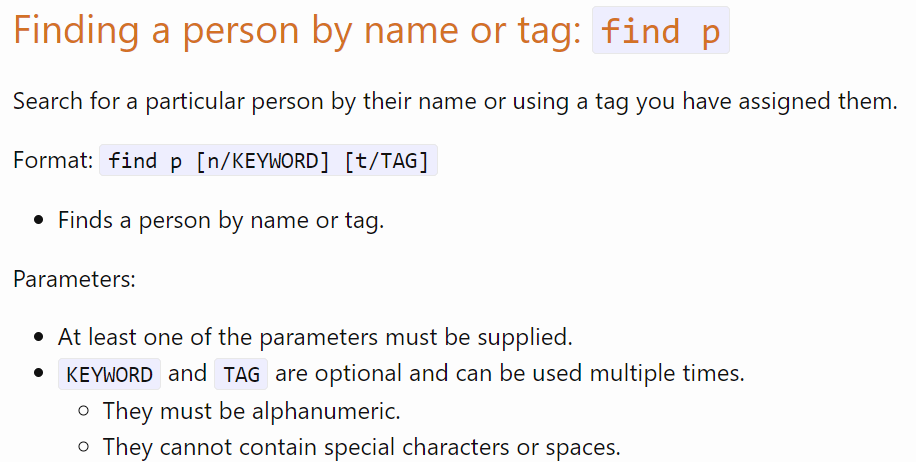 Finding a person by name or tag: find p
Search for a particular person by their name or using a tag you have assigned them.
Format: find p [n/KEYWORD] [t/TAG]
Finds a person by name or tag.
Parameters:
At least one of the parameters must be supplied.
KEYWORD and TAG are optional and can be used multiple times.
They must be alphanumeric.
They cannot contain special characters or spaces.